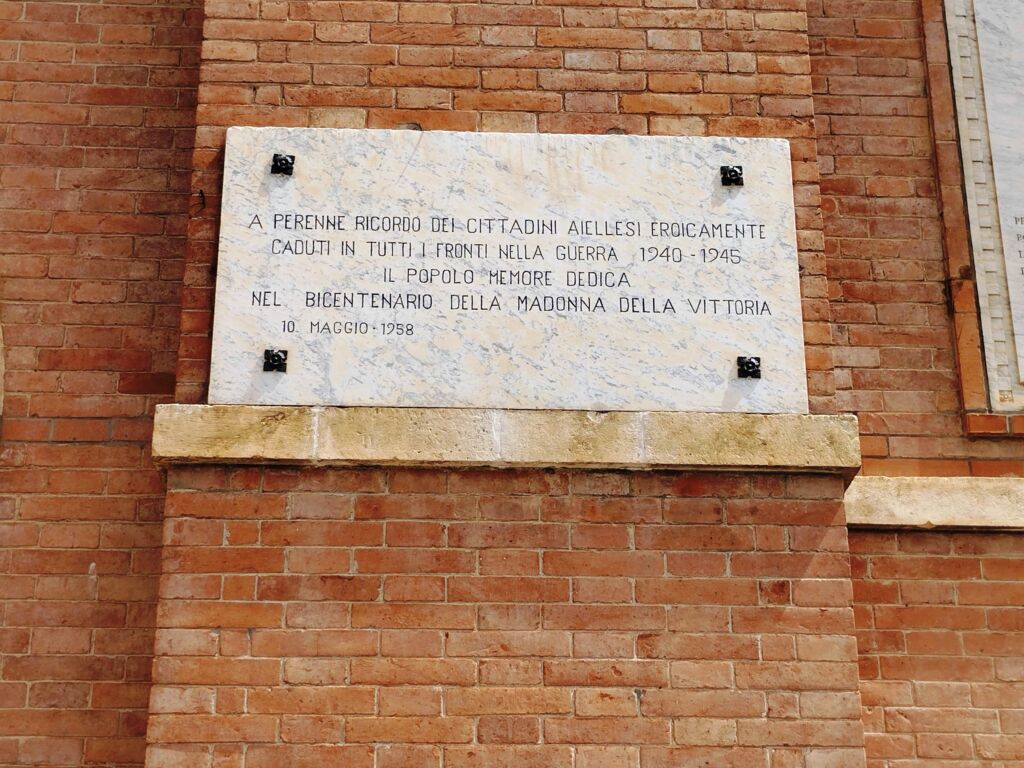 A PERENNE RICORDO DEI CITTADINI AIELLESI EROICAMENTE
CADUTI IN TUTTI I FRONTI NELLA GUERRA 1940-1945
IL POPOLO MEMORE DEDICA
NEL BICENTENARIO DELLA MADONNA DELLA VITTORIA
10. MAGGIO-1958